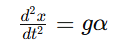 d²x/dt² = gα